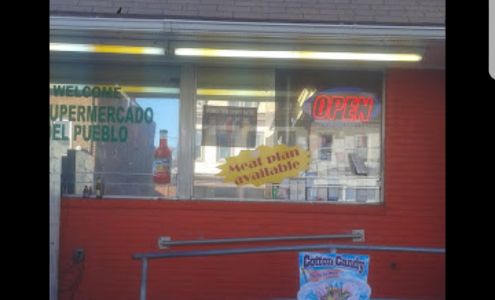 WELCOME
UPERMERCADO
EL PUEBLO
OPEN
Meat plan
available
Cotton Candy